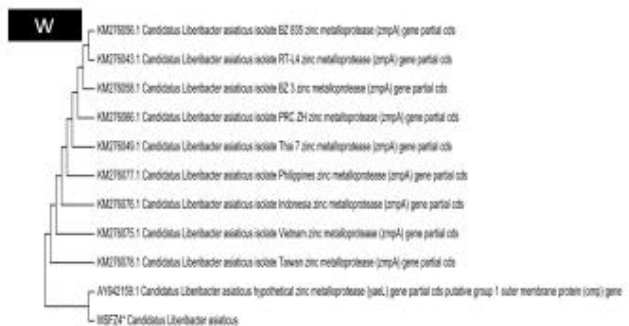 W
KM276056.1 Candidatus Liberibacter asiaticus isolate BZ 835 zinc metalloprotease (zmpA) gene partial cds
KM276043.1 Candidatus Liberibacter asiaticus isolate RT-L4 zinc metalloprotease (zmpA) gene partial cds
KM276058.1 Candidatus Liberibacter asiaticus isolate BZ 3 zinc metalloprotease (zmpA) gene partial cds
KM276066.1 Candidatus Liberibacter asiaticus isolate PRC ZH zinc metalloprotease (zmpA) gene partial cds
KM276049.1 Candidatus Liberibacter asiaticus isolate Thai 7 zinc metalloprotease (zmpA) gene partial cds
KM276077.1 Candidatus Liberibacter asiaticus isolate Philippines zinc metalloprotease (zmpA) gene partial cds
KM276076.1 Candidatus Liberibacter asiaticus isolate Indonesia zinc metalloprotease (zmpA) gene partial cds
KM276075.1 Candidatus Liberibacter asiaticus isolate Vietnam zinc metalloprotease (zmpA) gene partial cds
KM276078.1 Candidatus Liberibacter asiaticus isolate Taiwan zinc metalloprotease (zmpA) gene partial cds
AY642159.1 Candidatus Liberibacter asiaticus hypothetical zinc metalloprotease (yaeL) gene partial cds putative group 1 outer membrane protein (omp) gene
Candidatus Liberibacter asiaticus